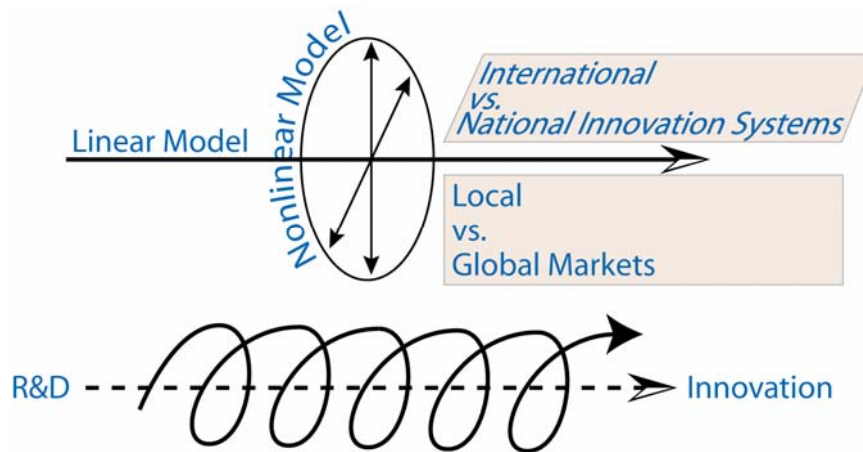 Nonlinear Model
International
vs.
National Innovation Systems
Linear Model
Local
vs.
Global Markets
R&D
Innovation